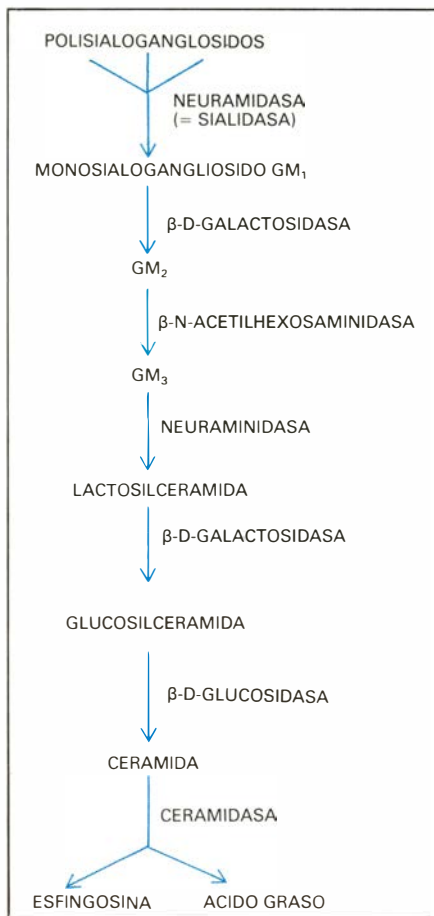 POLISIALOGANGLOSIDOS
NEURAMIDASA
(= SIALIDASA)
MONOSIALOGANGLIOSIDO GM₁
β-D-GALACTOSIDASA
GM₂
β-N-ACETILHEXOSAMINIDASA
GM₃
NEURAMINIDASA
LACTOSILCERAMIDA
β-D-GALACTOSIDASA
GLUCOSILCERAMIDA
β-D-GLUCOSIDASA
CERAMIDA
CERAMIDASA
ESFINGOSINA ACIDO GRASO